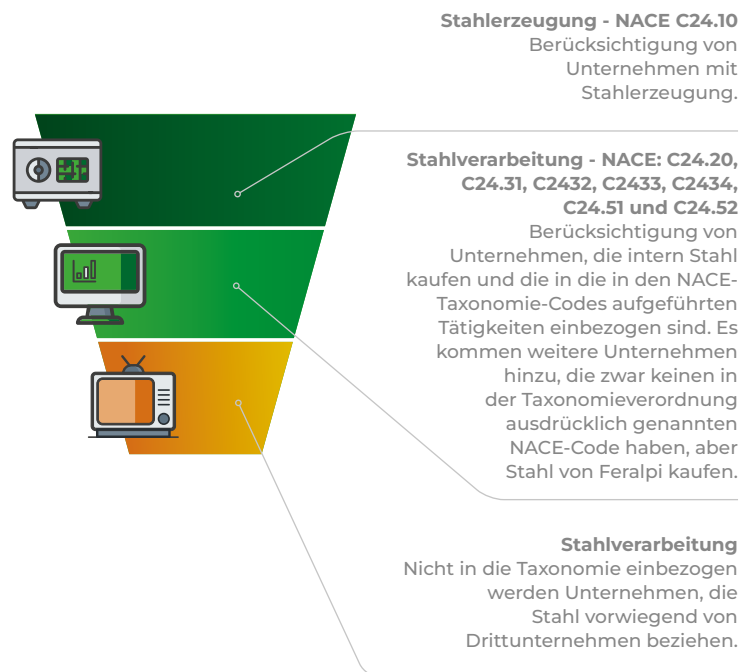 Stahlerzeugung - NACE C24.10
Berücksichtigung von
Unternehmen mit
Stahlerzeugung.
Stahlverarbeitung - NACE: C24.20,
C24.31, C2432, C2433, C2434,
C24.51 und C24.52
Berücksichtigung von
Unternehmen, die intern Stahl
kaufen und die in die in den NACE-
Taxonomie-Codes aufgeführten
Tätigkeiten einbezogen sind. Es
kommen weitere Unternehmen
hinzu, die zwar keinen in
der Taxonomieverordnung
ausdrücklich genannten
NACE-Code haben, aber
Stahl von Feralpi kaufen.
Stahlverarbeitung
Nicht in die Taxonomie einbezogen
werden Unternehmen, die
Stahl vorwiegend von
Drittunternehmen beziehen.